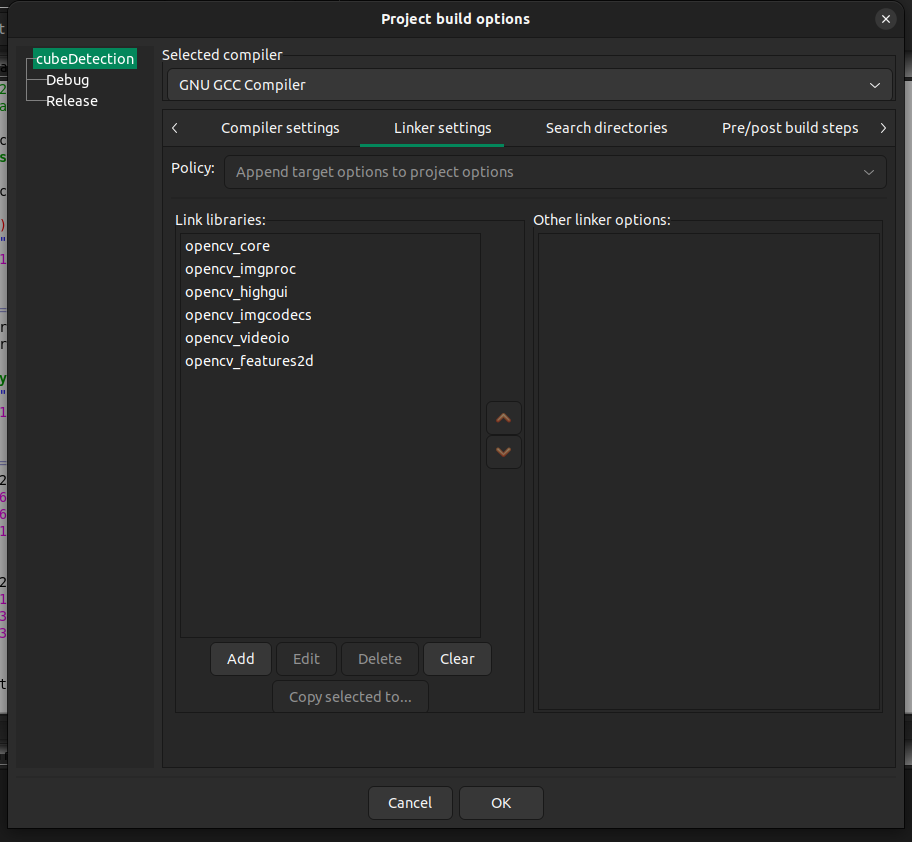 Project build options
cubeDetection
Debug
Release
Selected compiler
GNU GCC Compiler
Compiler settings
Linker settings
Search directories
Pre/post build steps
Policy:
Append target options to project options
Link libraries:
opencv_core
opencv_imgproc
opencv_highgui
opencv_imgcodecs
opencv_videoio
opencv_features2d
Add
Edit
Delete
Clear
Copy selected to...
Other linker options:
Cancel
OK